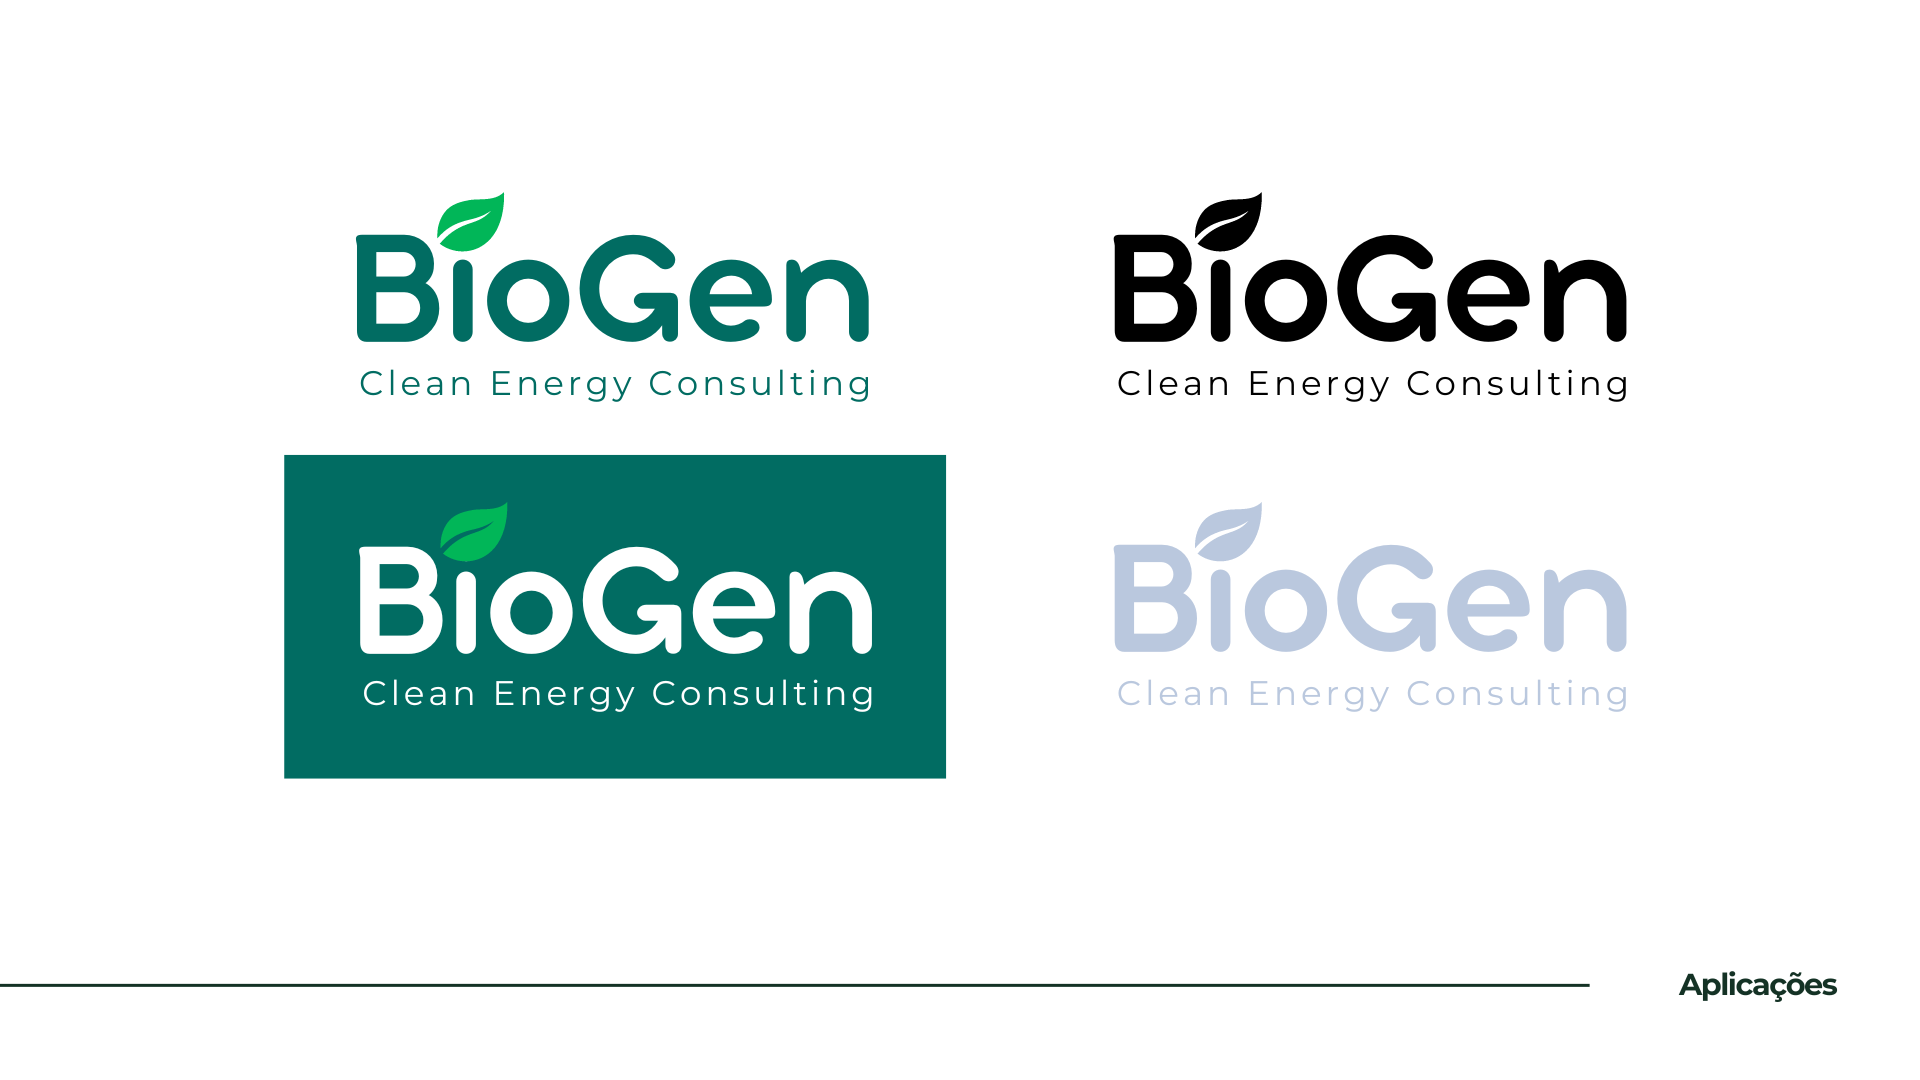 BioGen
Clean Energy Consulting
BioGen
Clean Energy Consulting
BioGen
Clean Energy Consulting
BioGen
Clean Energy Consulting
Aplicações